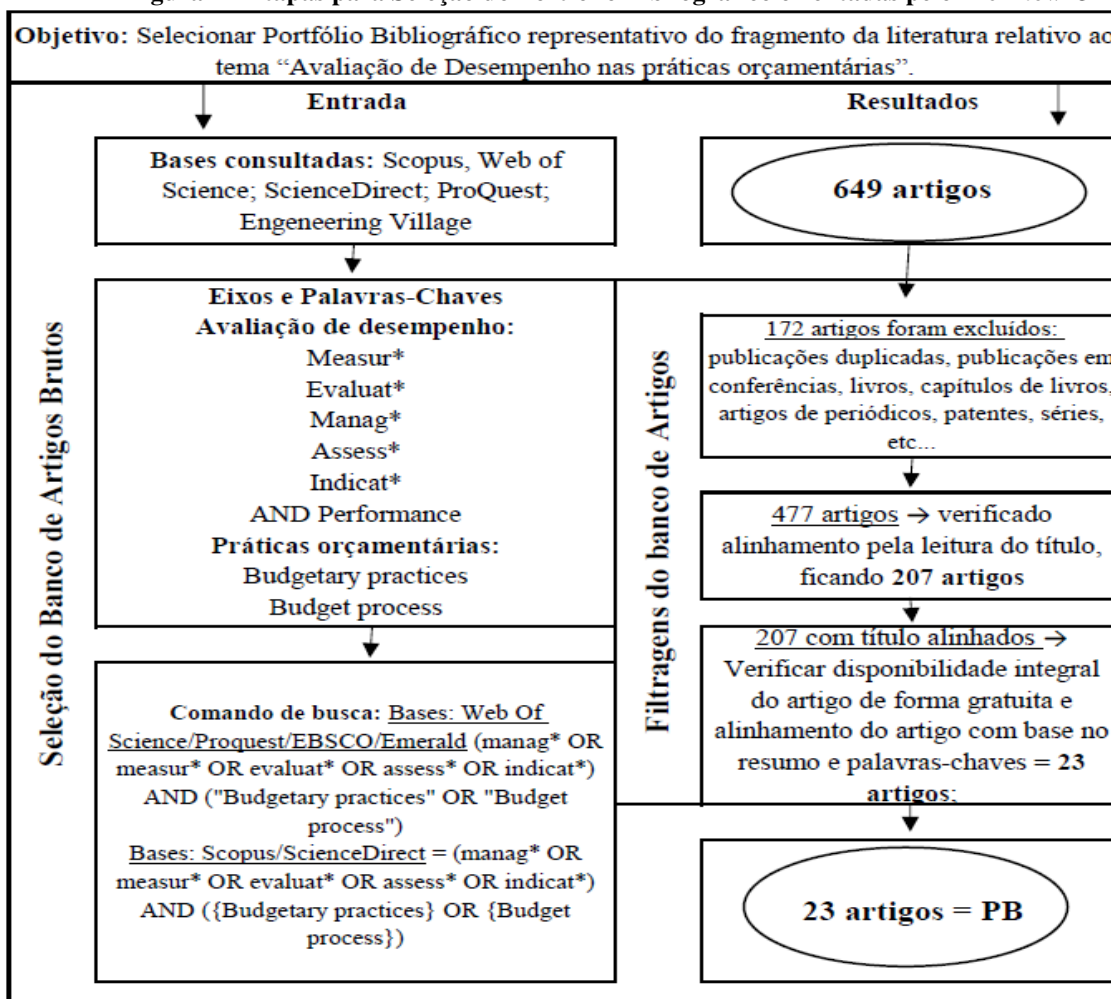 Objetivo: Selecionar Portfólio Bibliográfico representativo do fragmento da literatura relativo ao
tema “Avaliação de Desempenho nas práticas orçamentárias”.
Entrada
Bases consultadas: Scopus, Web of
Science; ScienceDirect; ProQuest;
Engeneering Village
Eixos e Palavras-Chaves
Avaliação de desempenho:
Measur*
Evaluat*
Manag*
Assess*
Indicat*
AND Performance
Práticas orçamentárias:
Budgetary practices
Budget process
Comando de busca: Bases: Web Of
Science/Proquest/EBSCO/Emerald (manag* OR
measur* OR evaluat* OR assess* OR indicat*)
AND ("Budgetary practices" OR "Budget
process")
Bases: Scopus/ScienceDirect = (manag* OR
measur* OR evaluat* OR assess* OR indicat*)
AND ({Budgetary practices} OR {Budget
process})
Seleção do Banco de Artigos Brutos
Resultados
649 artigos
172 artigos foram excluídos:
publicações duplicadas, publicações em
conferências, livros, capítulos de livros,
artigos de periódicos, patentes, séries,
etc...
477 artigos → verificado
alinhamento pela leitura do título,
ficando 207 artigos
207 com título alinhados →
Verificar disponibilidade integral
do artigo de forma gratuita e
alinhamento do artigo com base no
resumo e palavras-chaves = 23
artigos;
23 artigos = PB
Filtragens do banco de Artigos